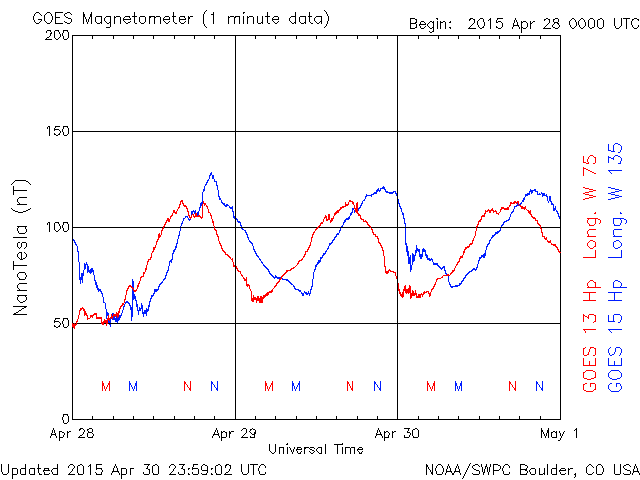 GOES Magnetometer (1 minute data)
Begin: 2015 Apr 28 0000 UTC
200
150
100
50
0
NanoTesla (nT)
M M N N M M N N M M N N
Apr 28 Apr 29 Apr 30 May 1
Universal Time
GOES 13 Hp Long. W 75
GOES 15 Hp Long. W 135
Updated 2015 Apr 30 23:59:02 UTC
NOAA/SWPC Boulder, CO USA